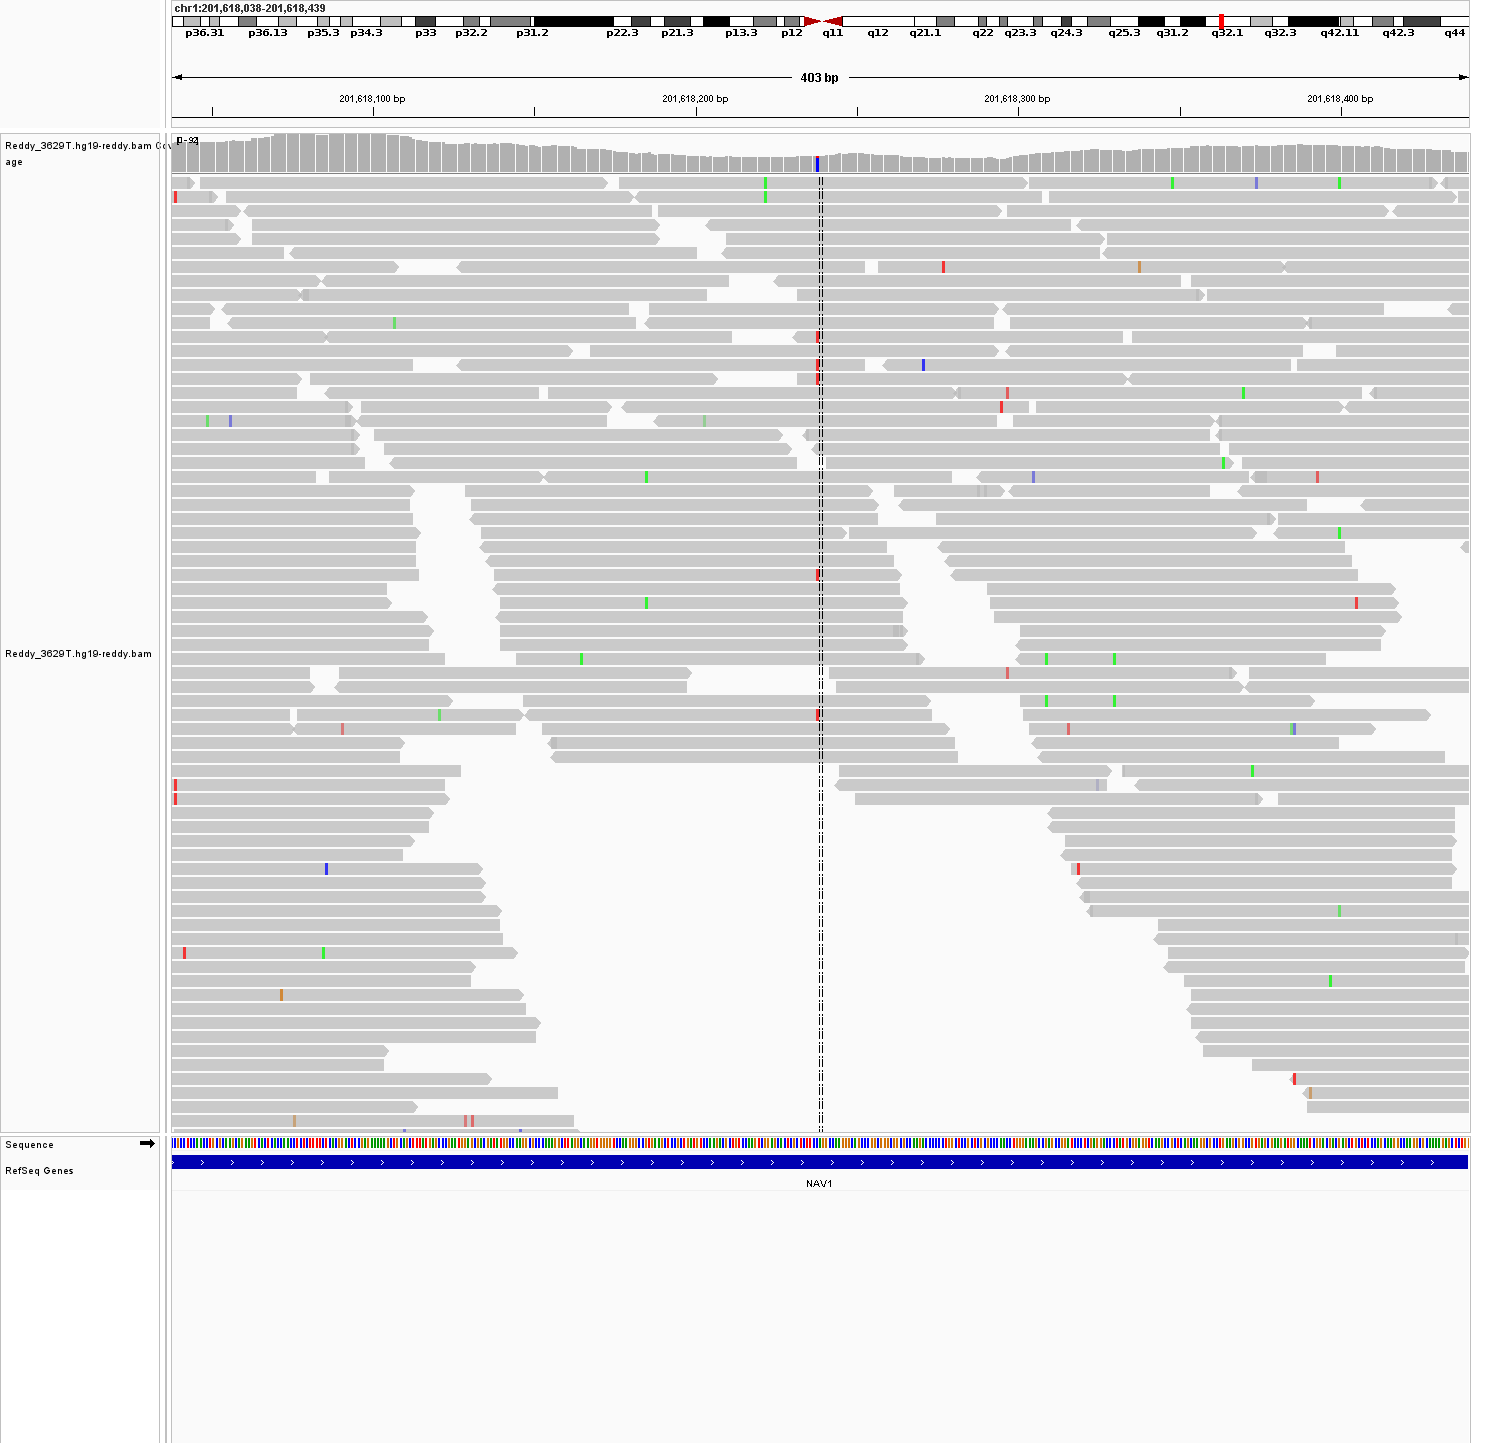 chr1:201,618,038-201,618,439
p36.31 p36.13 p35.3 p34.3 p33 p32.2 p31.2 p22.3 p21.3 p13.3 p12 q11 q12 q21.1 q22 q23.3 q24.3 q25.3 q31.2 q32.1 q32.3 q42.11 q42.3 q44
403 bp
201,618,100 bp 201,618,200 bp 201,618,300 bp 201,618,400 bp
[0 - 92]
Reddy_3629T.hg19-reddy.bam Cov
age
Reddy_3629T.hg19-reddy.bam
Sequence
RefSeq Genes
NAV1